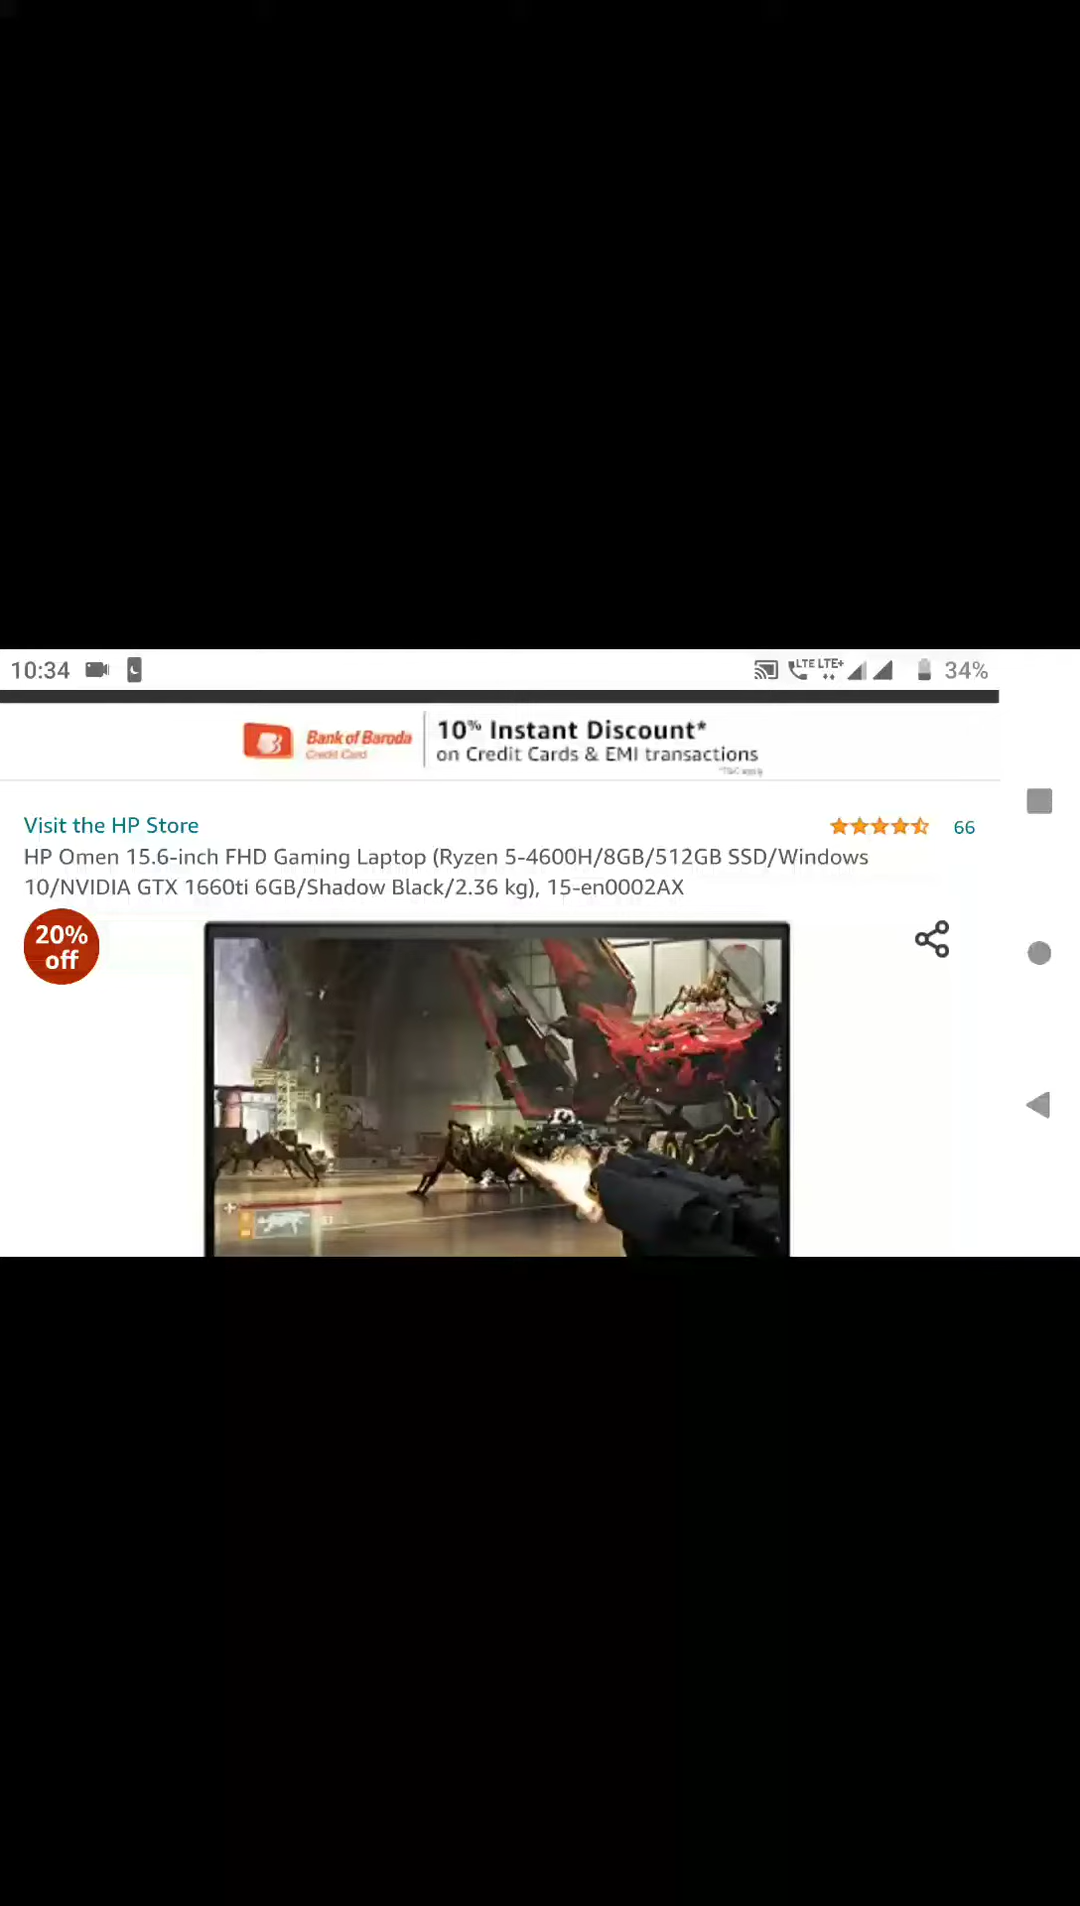 10:34 LTE LTE+ 34%
Bank of Baroda
Credit Card
10% Instant Discount*
on Credit Cards & EMI transactions
Visit the HP Store 66
HP Omen 15.6-inch FHD Gaming Laptop (Ryzen 5-4600H/8GB/512GB SSD/Windows
10/NVIDIA GTX 1660ti 6GB/Shadow Black/2.36 kg), 15-en0002AX
20%
off